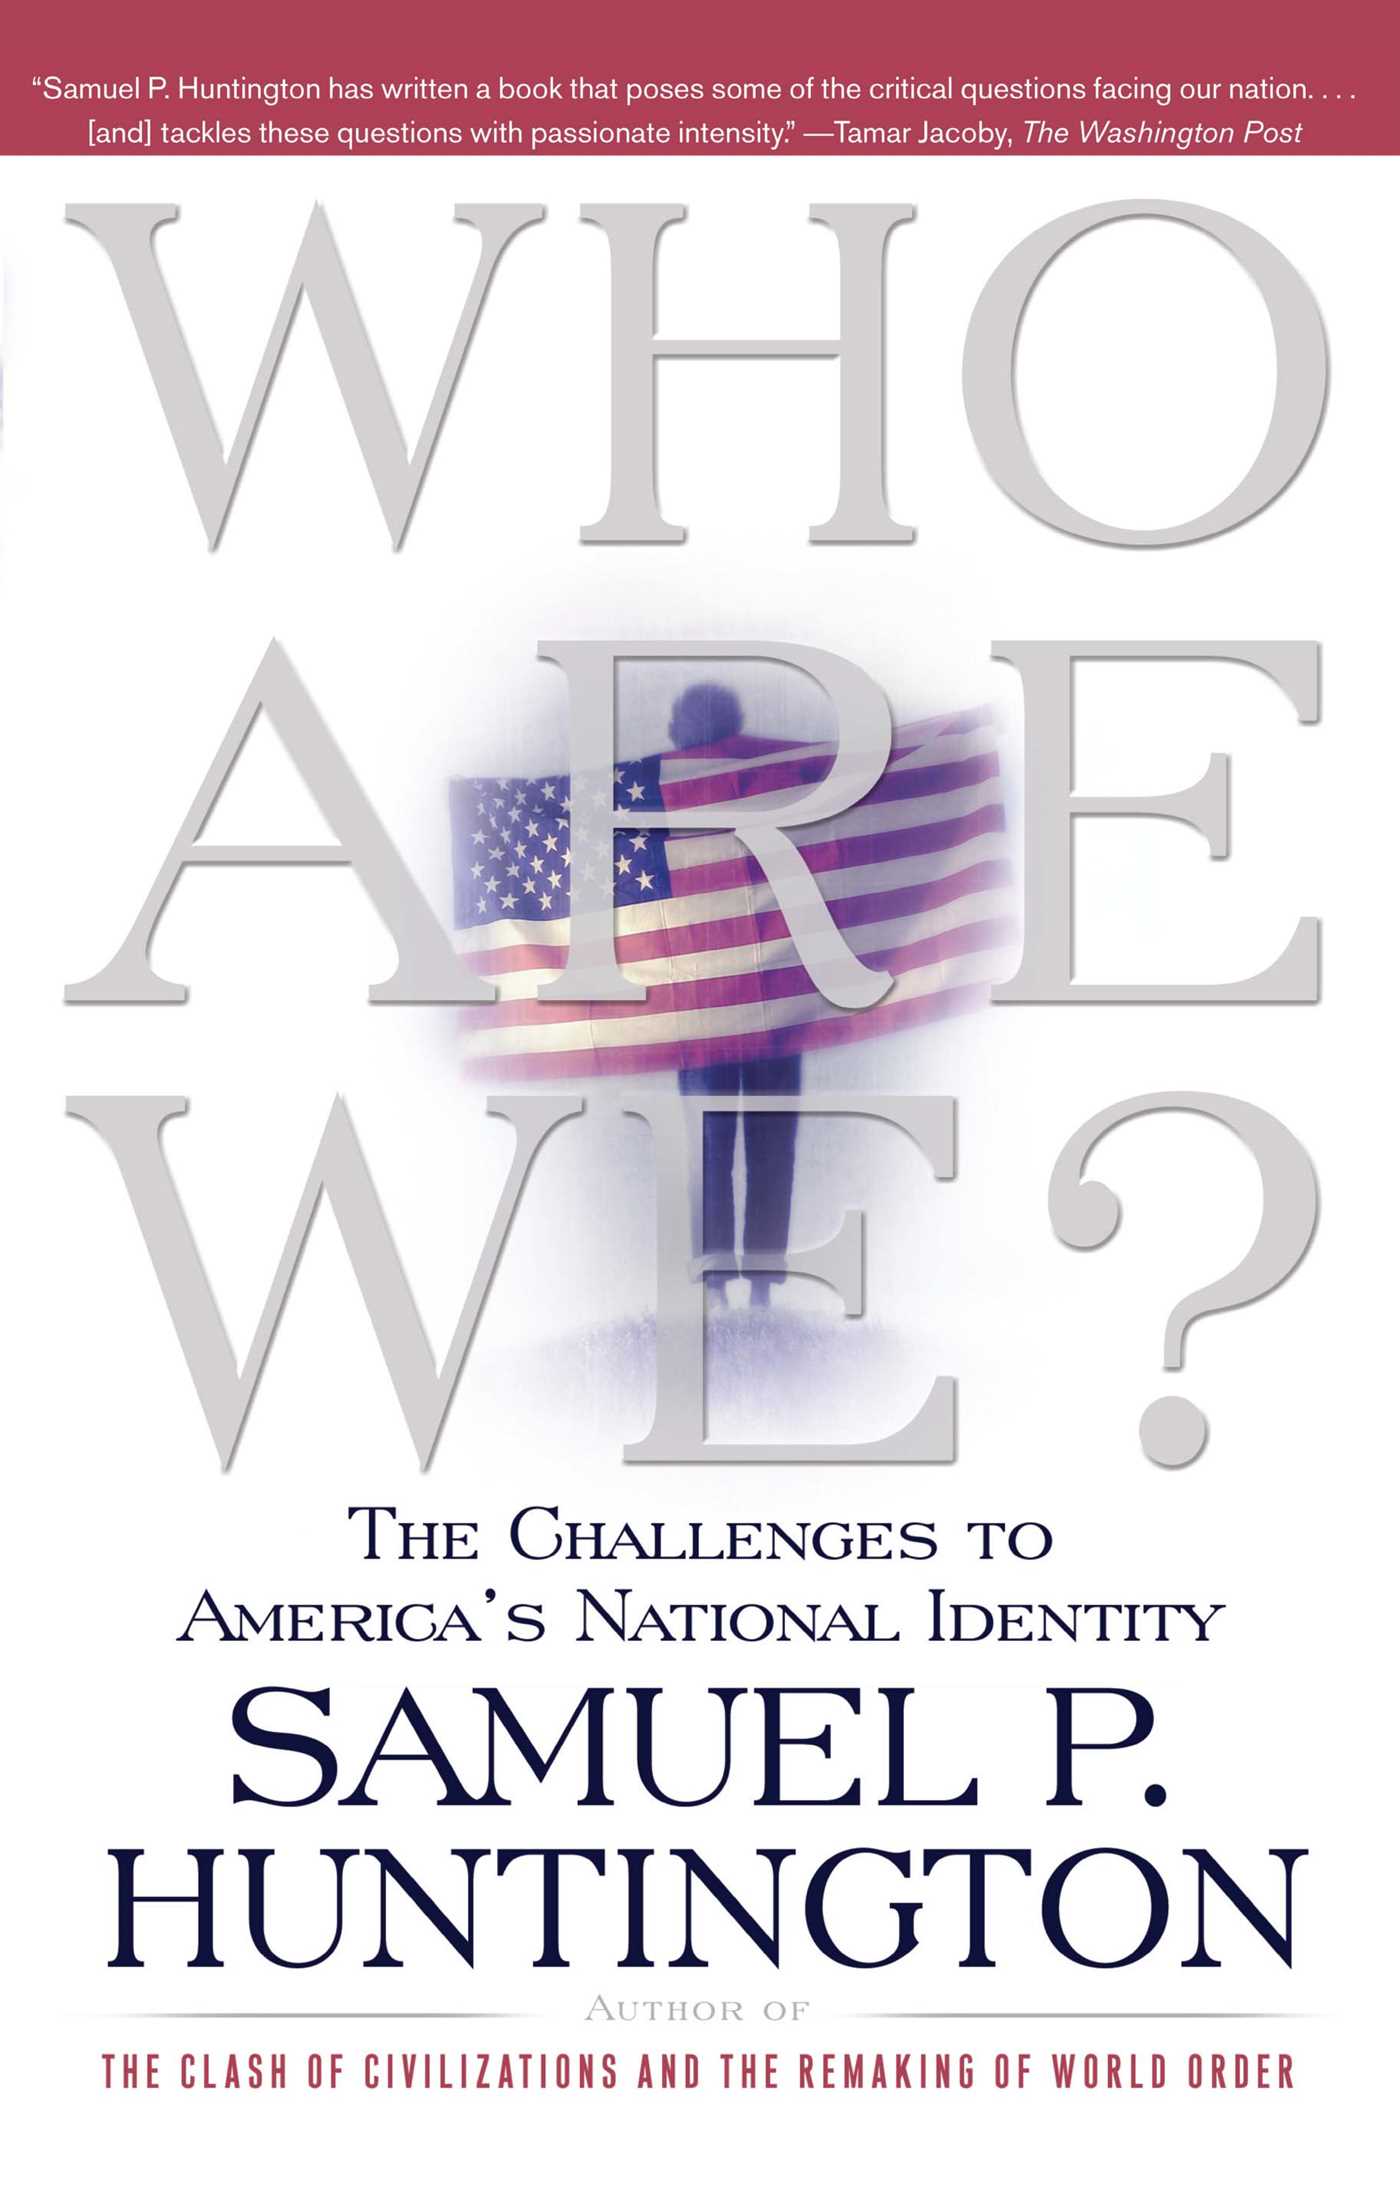 “Samuel P. Huntington has written a book that poses some of the critical questions facing our nation. . . .
[and] tackles these questions with passionate intensity.” —Tamar Jacoby, The Washington Post
WHO
ARE
WE?
THE CHALLENGES TO
AMERICA'S NATIONAL IDENTITY
SAMUEL P.
HUNTINGTON
AUTHOR OF
THE CLASH OF CIVILIZATIONS AND THE REMAKING OF WORLD ORDER